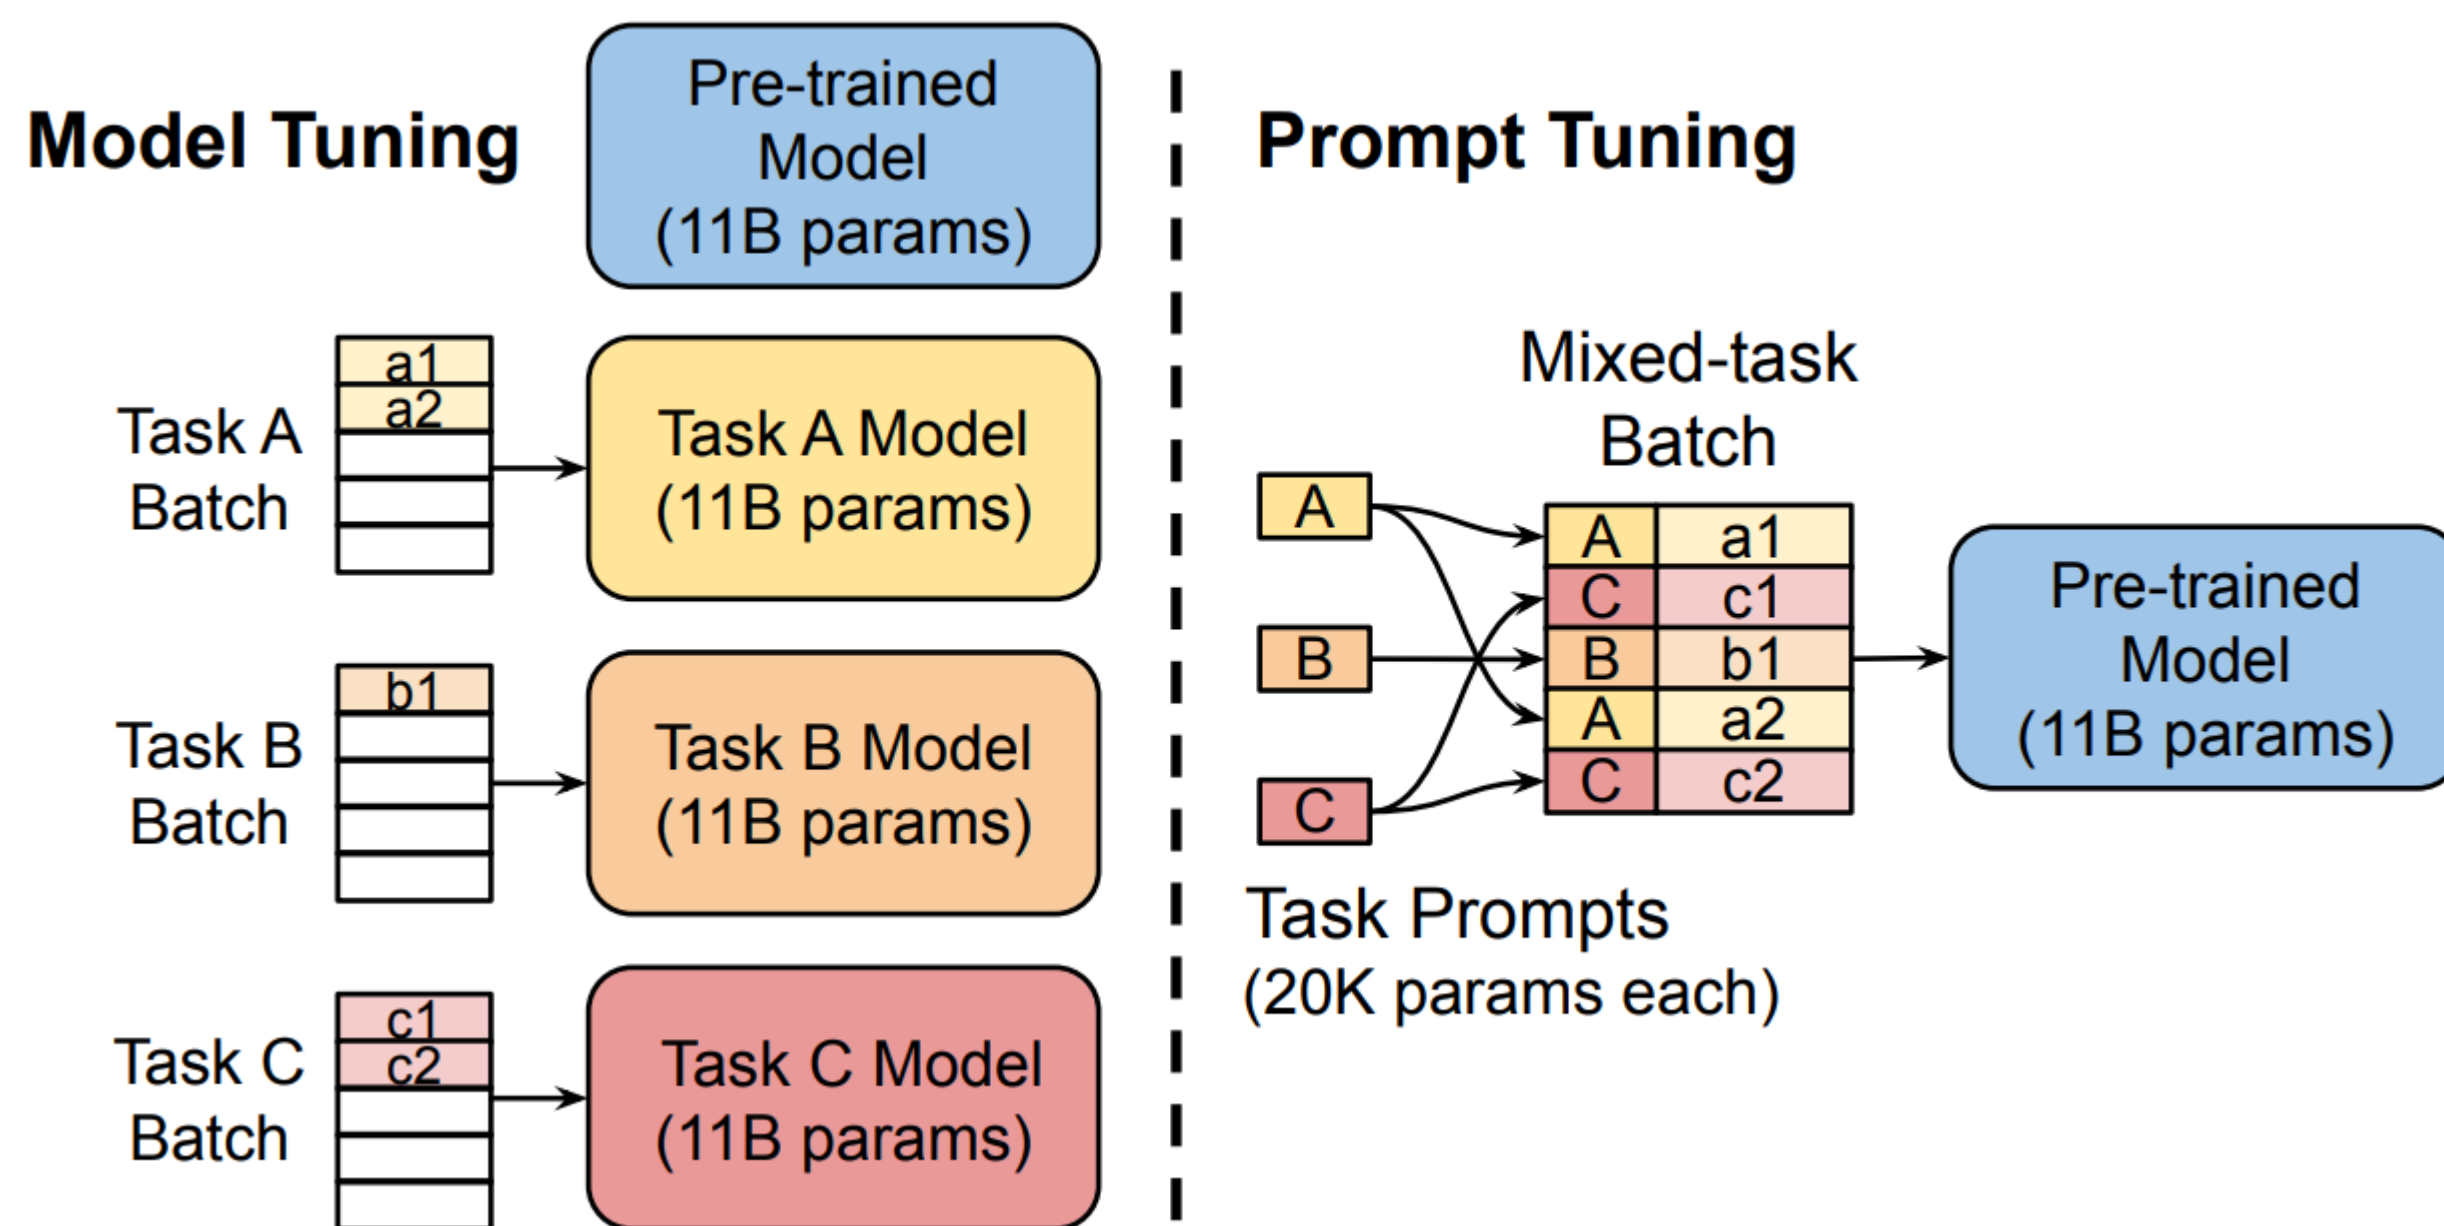 Model Tuning
Pre-trained
Model
(11B params)
a1
a2
Task A
Batch
Task A Model
(11B params)
b1
Task B
Batch
Task B Model
(11B params)
c1
c2
Task C
Batch
Task C Model
(11B params)
Prompt Tuning
Mixed-task
Batch
A
B
C
A a1
C c1
B b1
A a2
C c2
Pre-trained
Model
(11B params)
Task Prompts
(20K params each)